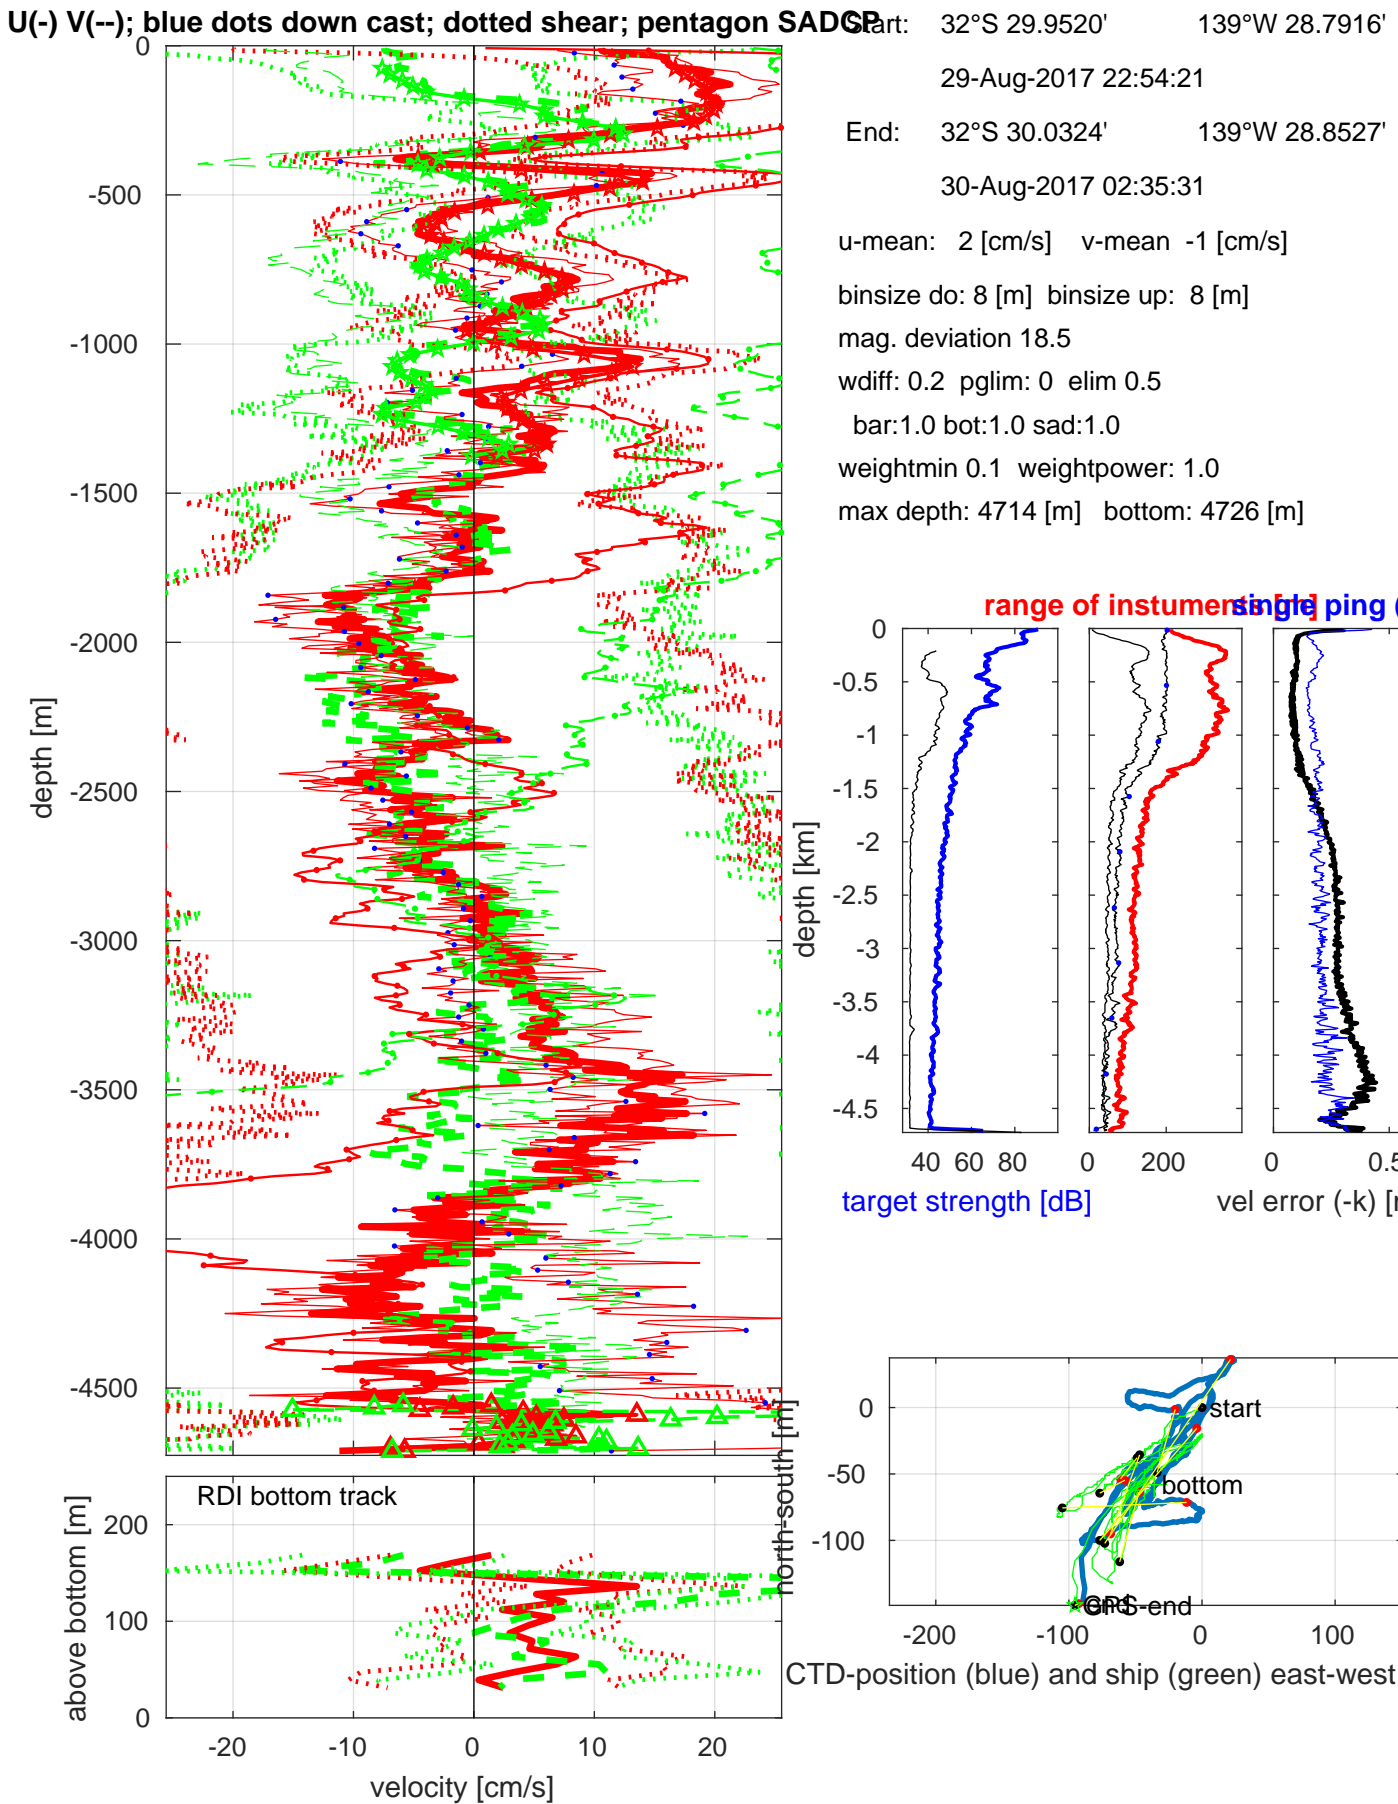 U(-) V(--); blue dots down cast; dotted shear; pentagon SADCP
Start: 32°S 29.9520' 139°W 28.7916'
29-Aug-2017 22:54:21
End: 32°S 30.0324' 139°W 28.8527'
30-Aug-2017 02:35:31
u-mean: 2 [cm/s] v-mean -1 [cm/s]
binsize do: 8 [m] binsize up: 8 [m]
mag. deviation 18.5
wdiff: 0.2 pglim: 0 elim 0.5
bar:1.0 bot:1.0 sad:1.0
weightmin 0.1 weightpower: 1.0
max depth: 4714 [m] bottom: 4726 [m]
0
-500
-1000
-1500
-2000
-2500
-3000
-3500
-4000
-4500
depth [m]
RDI bottom track
200
100
0
above bottom [m]
-20 -10 0 10 20
velocity [cm/s]
range of instuments [m]
single ping (
0
-0.5
-1
-1.5
-2
-2.5
-3
-3.5
-4
-4.5
depth [km]
40 60 80
target strength [dB]
0 200
0 0.5
vel error (-k) [m
0
-50
-100
north-south [m]
start
bottom
end
GPS-end
-200 -100 0 100
CTD-position (blue) and ship (green) east-west